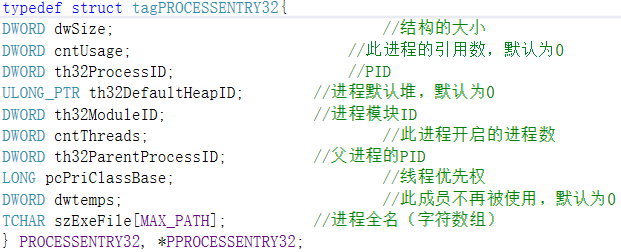 typedef struct tagPROCESSENTRY32{
DWORD dwSize; //结构的大小
DWORD cntUsage; //此进程的引用数，默认为0
DWORD th32ProcessID; //PID
ULONG_PTR th32DefaultHeapID; //进程默认堆，默认为0
DWORD th32ModuleID; //进程模块ID
DWORD cntThreads; //此进程开启的进程数
DWORD th32ParentProcessID; //父进程的PID
LONG pcPriClassBase; //线程优先权
DWORD dwtemps; //此成员不再被使用，默认为0
TCHAR szExeFile[MAX_PATH]; //进程全名（字符数组）
} PROCESSENTRY32, *PPROCESSENTRY32;